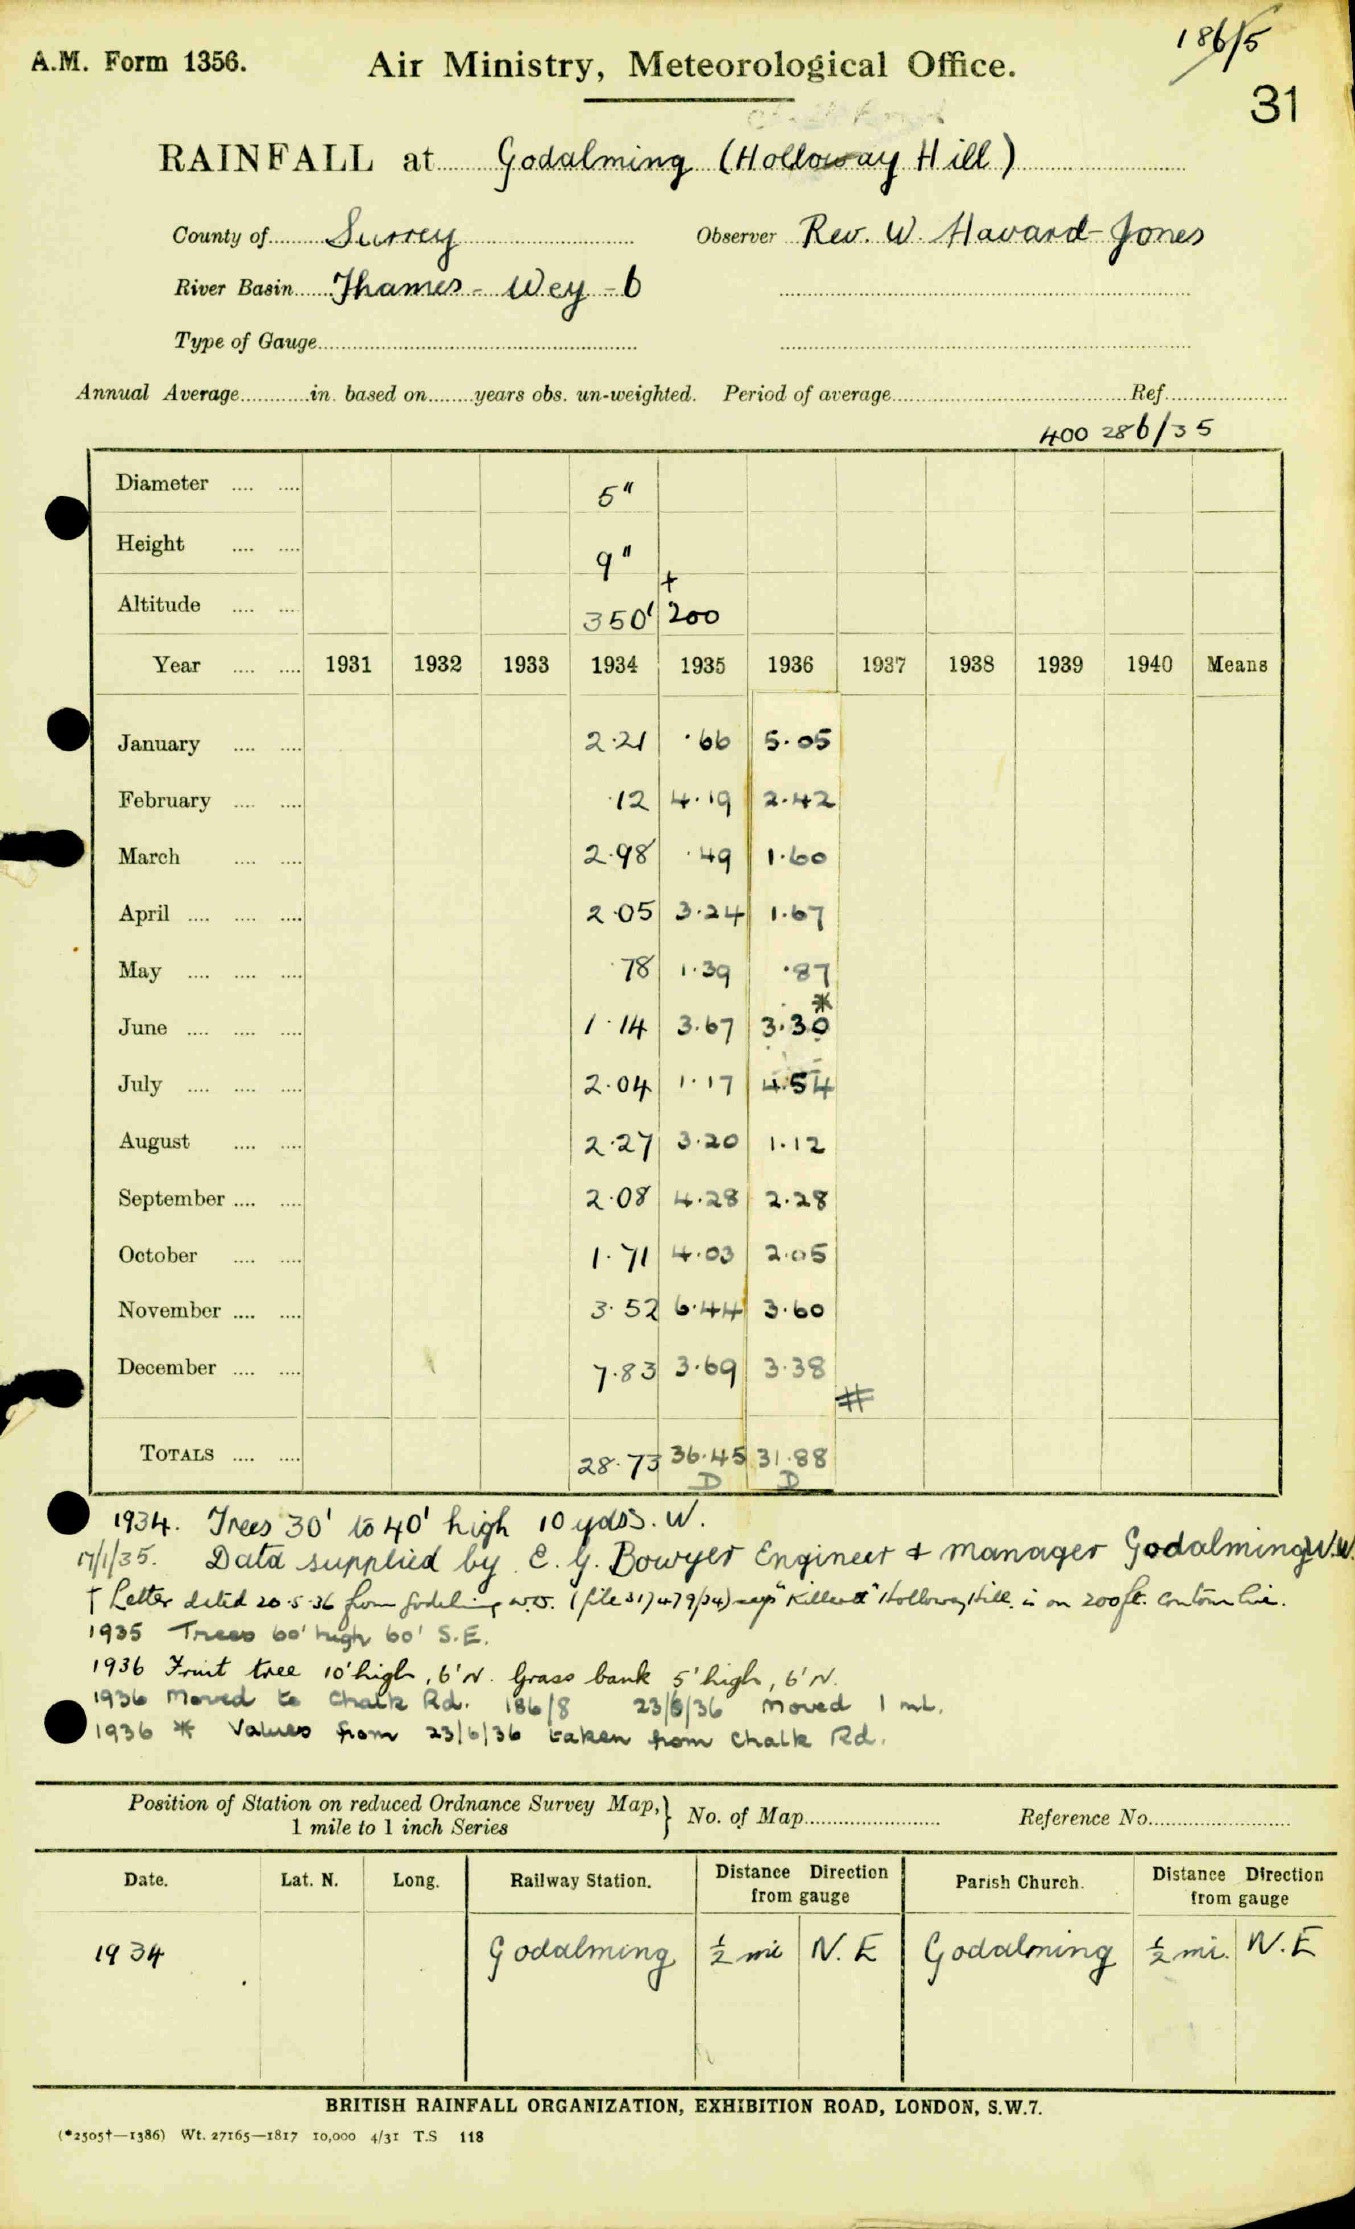 186/5
A.M. Form 1356. Air Ministry, Meteorological Office.
31
RAINFALL at Godalming (Holloway Hill)
County of Surrey Observer Rev. W. Havard-Jones
River Basin Thames - Wey - 6
Type of Gauge
Annual Average in. based on years obs. un-weighted. Period of average Ref.
400 286/35
Diameter 5"
Height 9"
Altitude 350' †200
Year 1931 1932 1933 1934 1935 1936 1937 1938 1939 1940 Means
January 2.21 .66 5.05
February .12 4.19 2.42
March 2.98 .49 1.60
April 2.05 3.24 1.67
May .78 1.39 .87
June 1.14 3.67 3.30*
July 2.04 1.17 4.54
August 2.27 3.20 1.12
September 2.08 4.28 2.28
October 1.71 4.03 2.05
November 3.52 6.44 3.60
December 7.83 3.69 3.38
#
TOTALS 28.73 36.45 31.88
D D
1934. Trees 30' to 40' high 10 yds S.W.
17/1/35. Data supplied by E. G. Bowyer Engineer & manager Godalming W.W.
† Letter dated 20.5.36 from Godalming W.W. says Holloway Hill is on 200 ft. contour line.
1935 Trees 60' high 60' S.E.
1936 Fruit tree 10' high, 6' N. Grass bank 5' high, 6' N.
1936 Moved to Chalk Rd. 186/8 23/6/36 Moved 1 mL.
1936 * Values from 23/6/36 taken from Chalk Rd.
Position of Station on reduced Ordnance Survey Map, } No. of Map Reference No.
1 mile to 1 inch Series
Date. Lat. N. Long. Railway Station. Distance Direction from gauge Parish Church. Distance Direction from gauge
1934 Godalming ½ mi N. E Godalming ½ mi. N. E
BRITISH RAINFALL ORGANIZATION, EXHIBITION ROAD, LONDON, S.W.7.
(*2505†—1386) Wt. 27165—1817 10,000 4/31 T.S 118